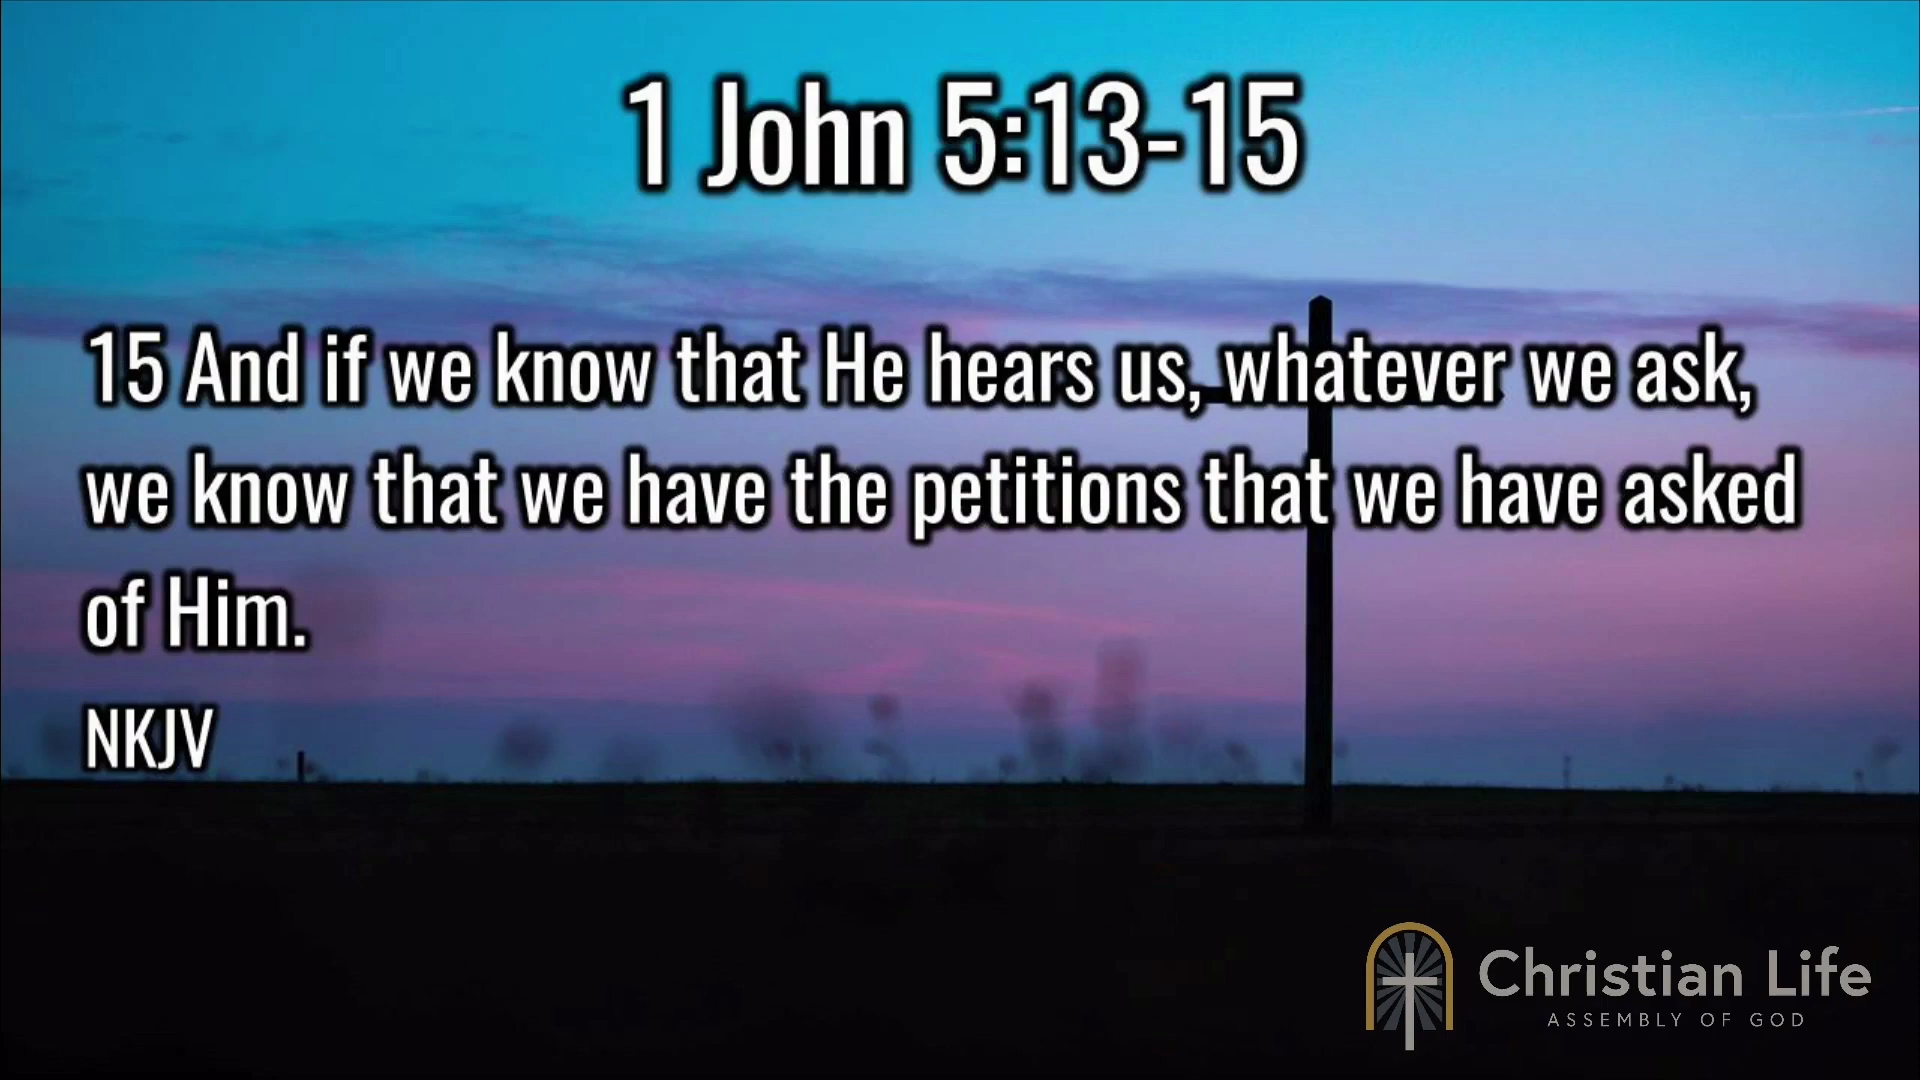 1 John 5:13-15
15 And if we know that He hears us, whatever we ask,
we know that we have the petitions that we have asked
of Him.
NKJV
Christian Life
ASSEMBLY OF GOD